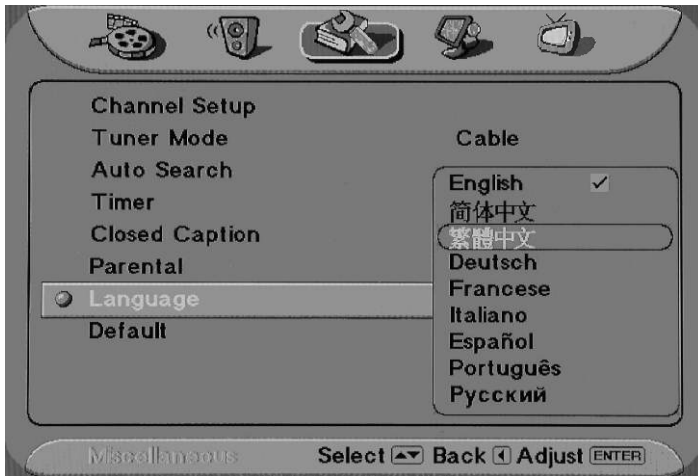 Channel Setup
Tuner Mode Cable
Auto Search
Timer
Closed Caption
Parental
Language
Default
English
简体中文
繁體中文
Deutsch
Francese
Italiano
Español
Português
Русский
Miscellaneous Select Back Adjust ENTER